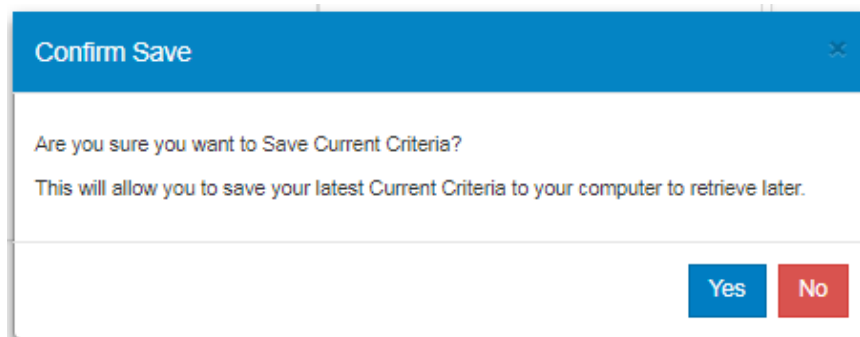 Confirm Save
Are you sure you want to Save Current Criteria?
This will allow you to save your latest Current Criteria to your computer to retrieve later.
Yes No